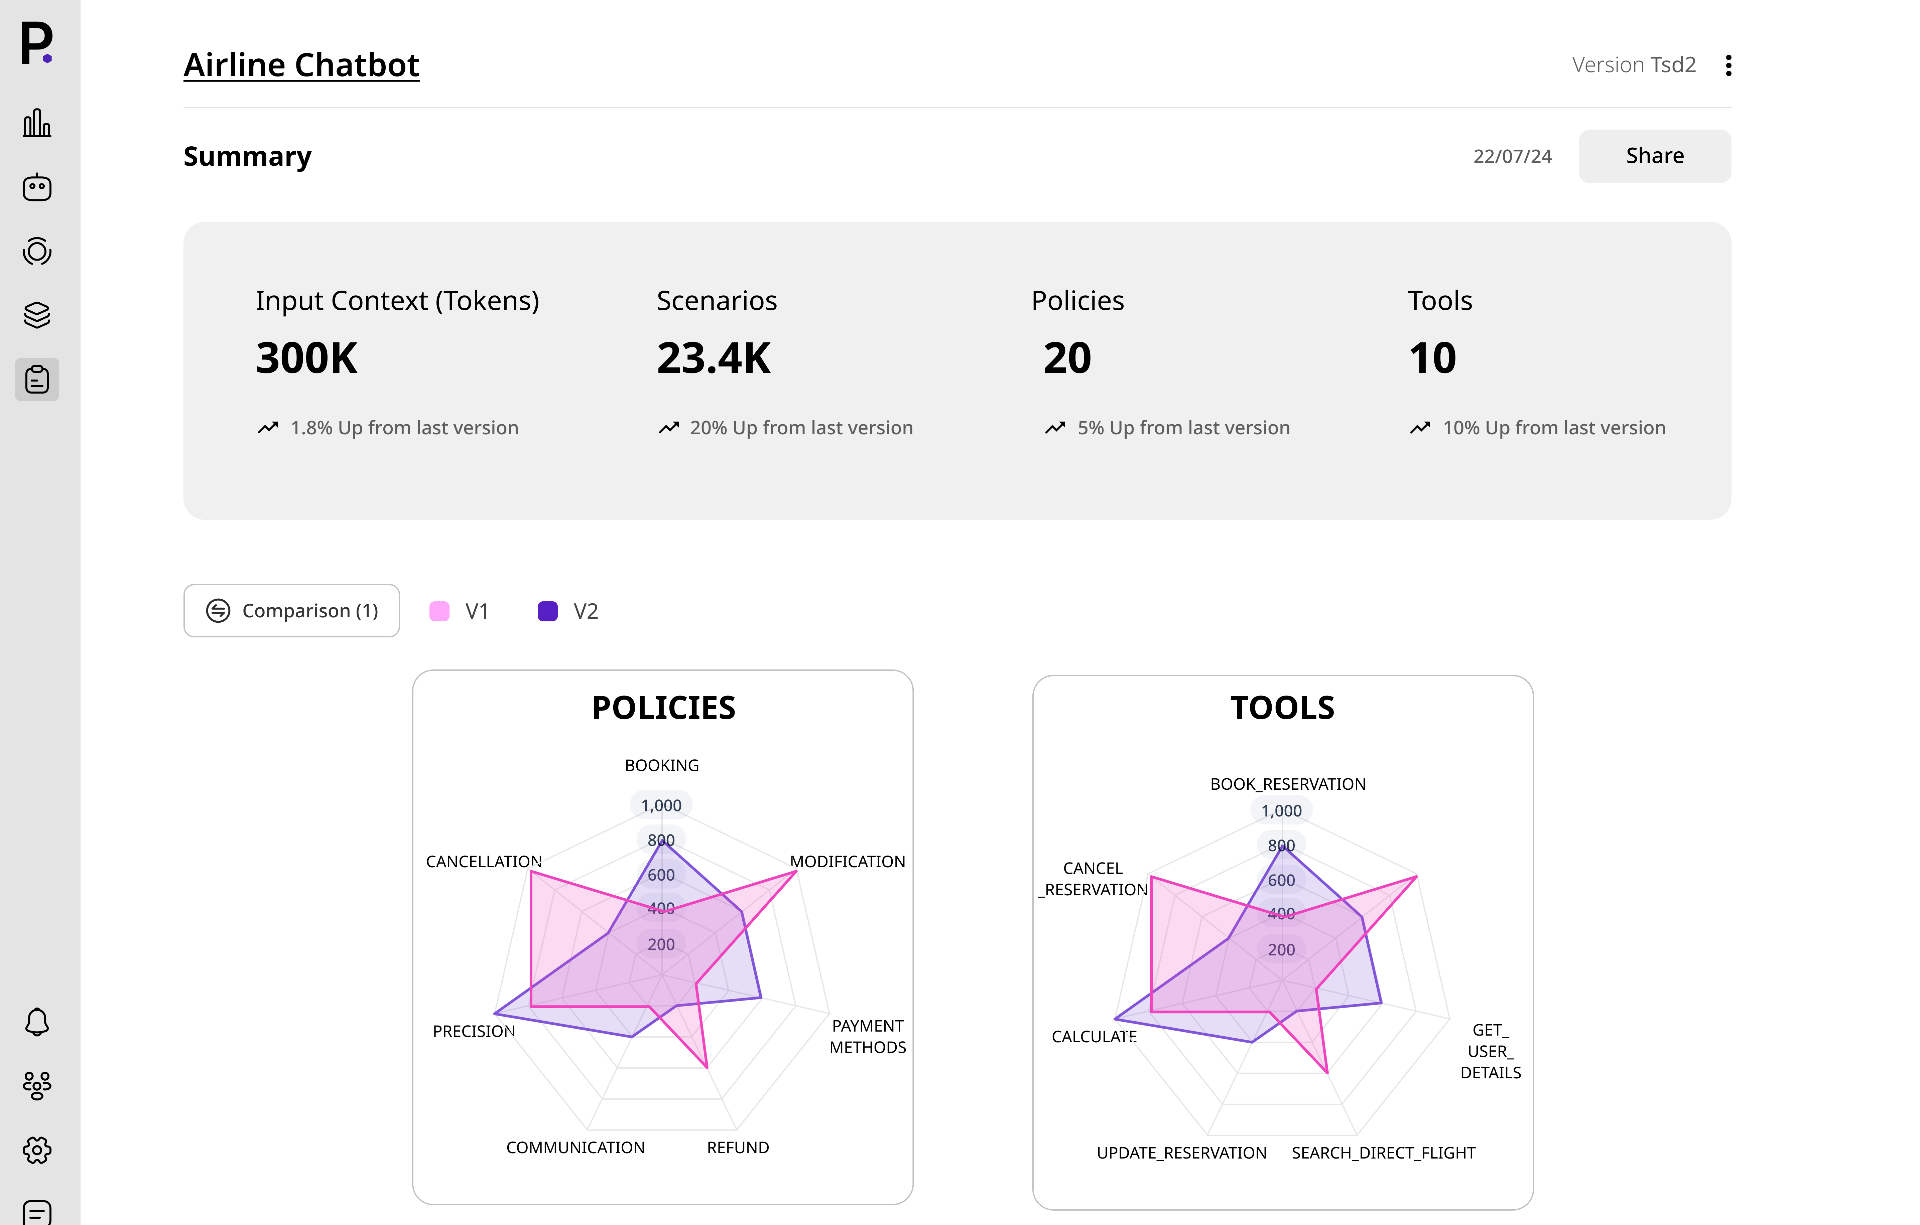 P.
Airline Chatbot
Version Tsd2
Summary
22/07/24
Share
Input Context (Tokens)
300K
1.8% Up from last version
Scenarios
23.4K
20% Up from last version
Policies
20
5% Up from last version
Tools
10
10% Up from last version
Comparison (1)
V1
V2
POLICIES
BOOKING
1,000
800
600
400
200
CANCELLATION
MODIFICATION
PRECISION
PAYMENT
METHODS
COMMUNICATION
REFUND
TOOLS
BOOK_RESERVATION
1,000
800
600
400
200
CANCEL
_RESERVATION
CALCULATE
GET_
USER_
DETAILS
UPDATE_RESERVATION
SEARCH_DIRECT_FLIGHT